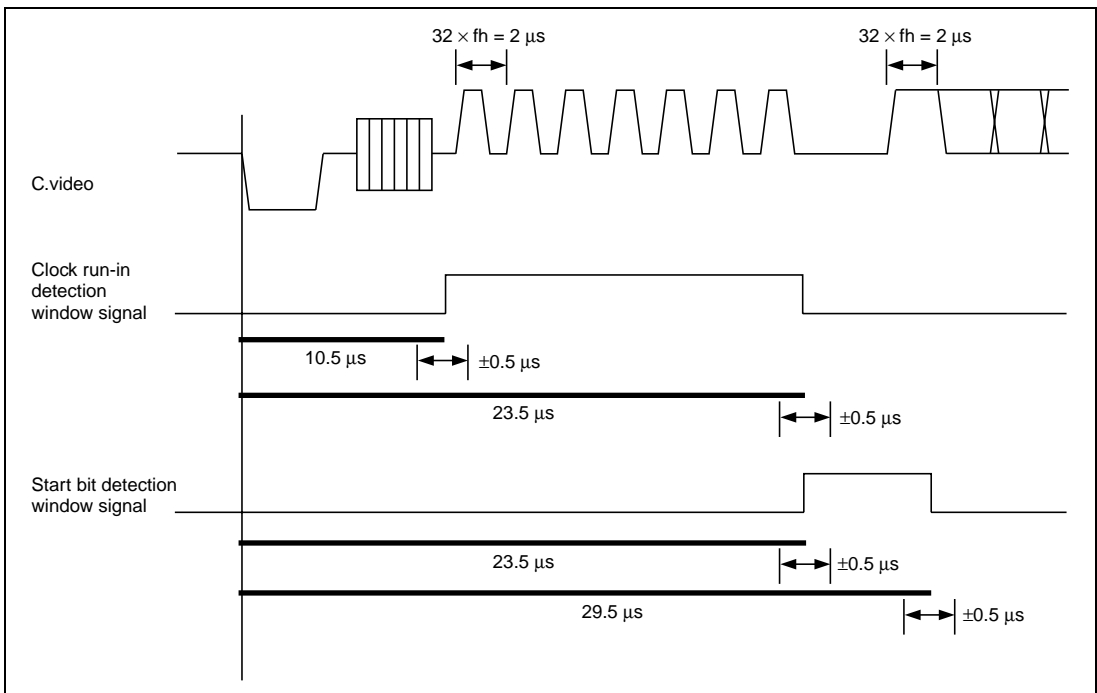 32 × fh = 2 μs
32 × fh = 2 μs
C.video
Clock run-in
detection
window signal
10.5 μs
±0.5 μs
23.5 μs
±0.5 μs
Start bit detection
window signal
23.5 μs
±0.5 μs
29.5 μs
±0.5 μs